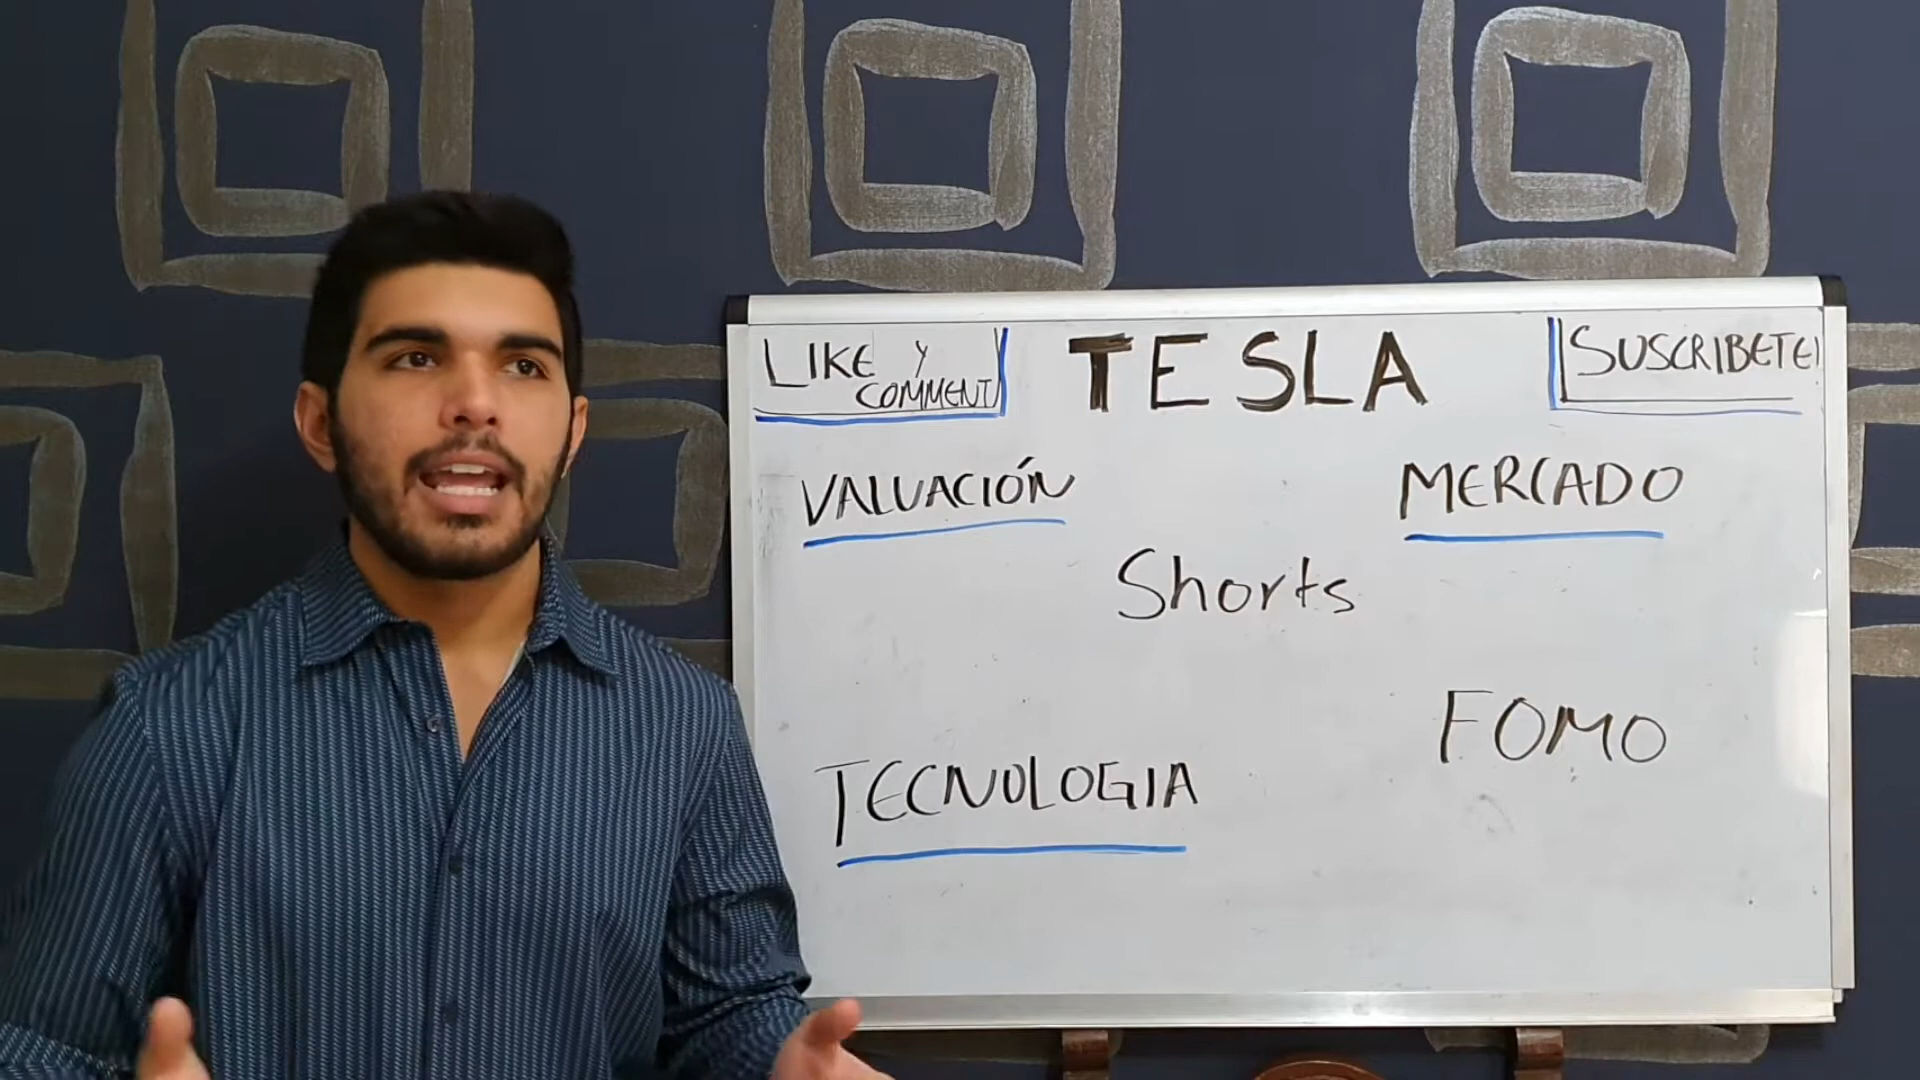 LIKE Y
COMMENT
TESLA
SUSCRIBETE!
VALUACIÓN
MERCADO
Shorts
FOMO
TECNOLOGIA